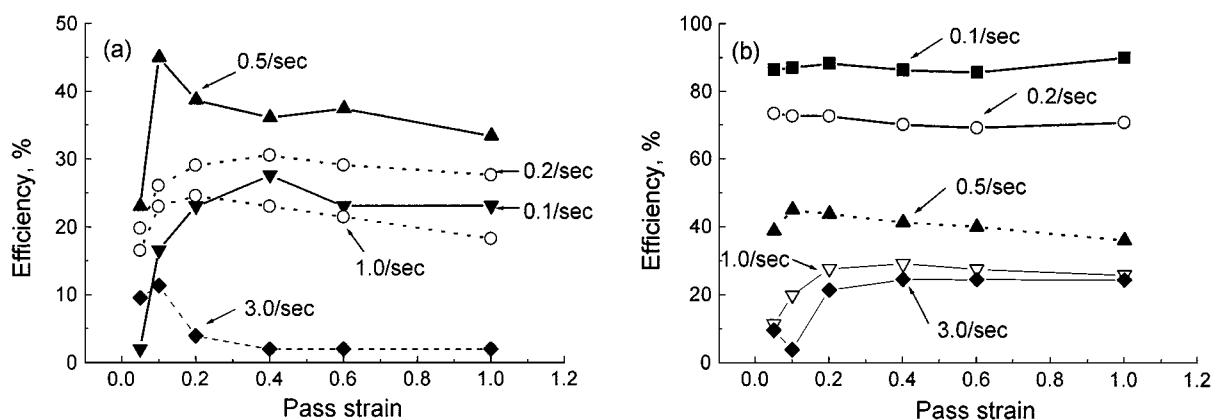 (a)
Efficiency, %
50
40
30
20
10
0
0.5/sec
0.2/sec
0.1/sec
1.0/sec
3.0/sec
0.0 0.2 0.4 0.6 0.8 1.0 1.2
Pass strain
(b)
Efficiency, %
100
80
60
40
20
0
0.1/sec
0.2/sec
0.5/sec
1.0/sec
3.0/sec
0.0 0.2 0.4 0.6 0.8 1.0 1.2
Pass strain